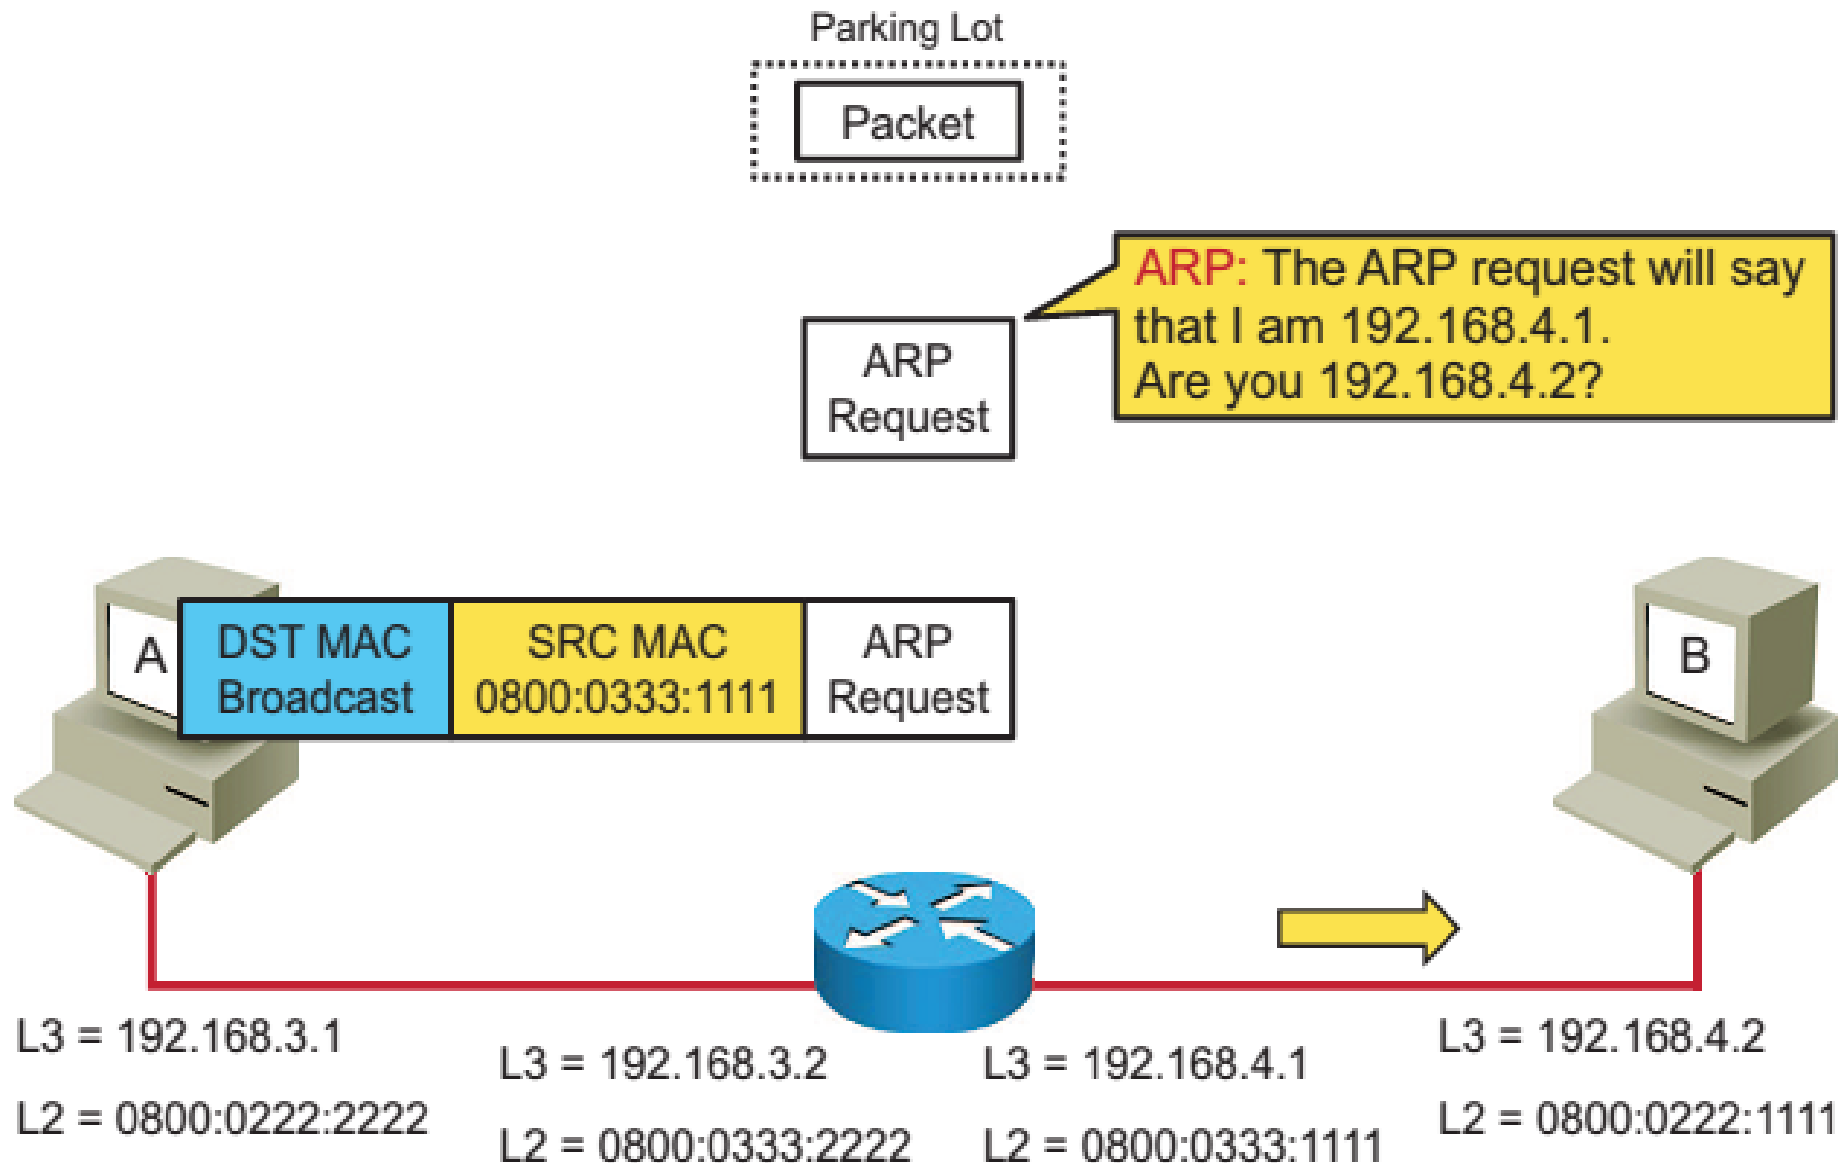 Parking Lot
Packet
ARP: The ARP request will say
that I am 192.168.4.1.
Are you 192.168.4.2?
ARP
Request
A
DST MAC
Broadcast
SRC MAC
0800:0333:1111
ARP
Request
B
L3 = 192.168.3.1
L2 = 0800:0222:2222
L3 = 192.168.3.2
L2 = 0800:0333:2222
L3 = 192.168.4.1
L2 = 0800:0333:1111
L3 = 192.168.4.2
L2 = 0800:0222:1111